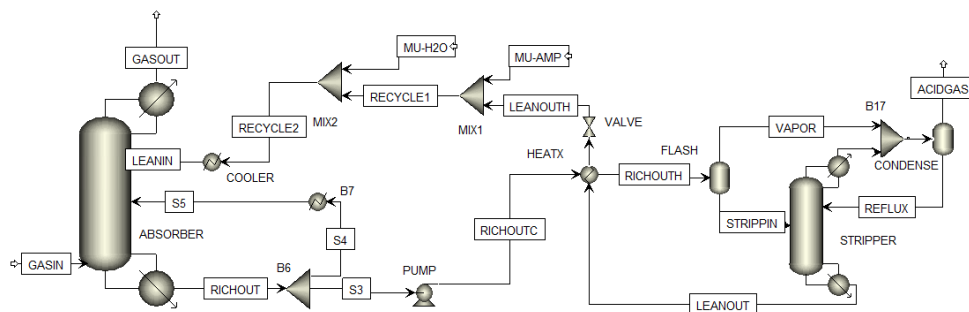 GASOUT
MU-H2O
MU-AMP
ACIDGAS
RECYCLE1
LEANOUTH
B17
MIX2
RECYCLE2
MIX1
VALVE
VAPOR
LEANIN
COOLER
HEATX
FLASH
RICHOUTH
CONDENSE
B7
S5
REFLUX
ABSORBER
S4
RICHOUTC
STRIPPIN
STRIPPER
GASIN
B6
PUMP
RICHOUT
S3
LEANOUT